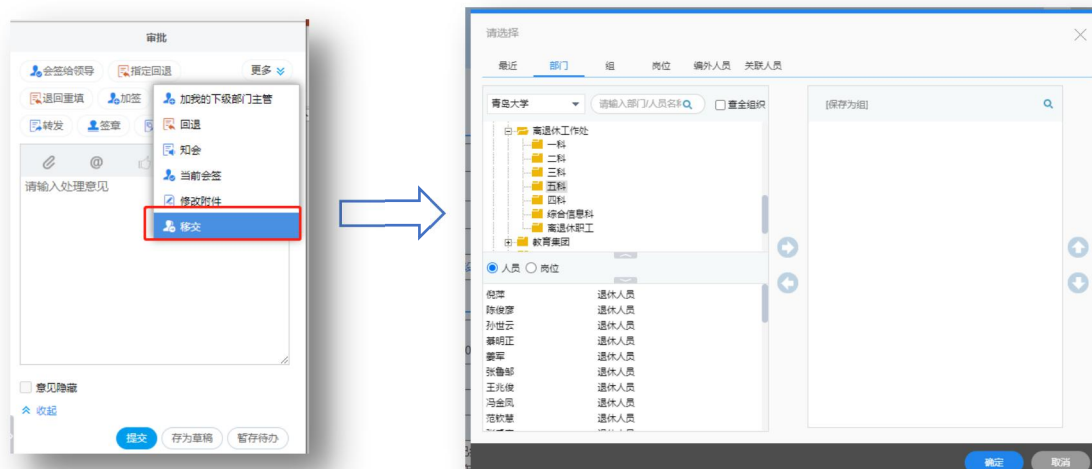 审批
会签给领导 指定回退 更多
退回重填 加签
转发 签章
加我的下级部门主管
回退
知会
当前会签
修改附件
移交
@
请输入处理意见
意见隐藏
收起
提交 存为草稿 暂存待办
请选择
最近 部门 组 岗位 编外人员 关联人员
青岛大学 请输入部门/人员名称 查全组织
离退休工作处
一科
二科
三科
五科
四科
综合信息科
离退休职工
教育集团
人员 岗位
倪萍 退休人员
陈俊彦 退休人员
孙世云 退休人员
綦明正 退休人员
姜军 退休人员
张鲁邹 退休人员
王兆俊 退休人员
冯金凤 退休人员
范钦慧 退休人员
[保存为组]
确定 取消